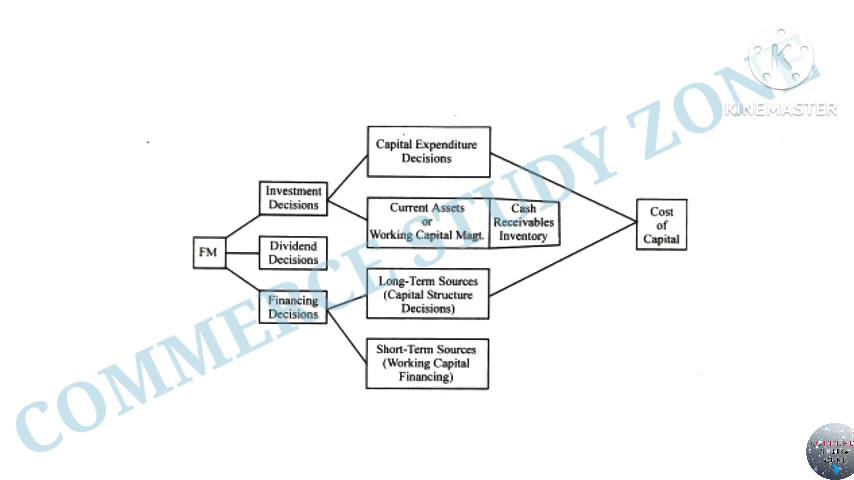 COMMERCE STUDY ZONE
KINEMASTER
Capital Expenditure
Decisions
Investment
Decisions
Current Assets
or
Working Capital Magt.
Cash
Receivables
Inventory
Cost
of
Capital
FM
Dividend
Decisions
Long-Term Sources
(Capital Structure
Decisions)
Financing
Decisions
Short-Term Sources
(Working Capital
Financing)